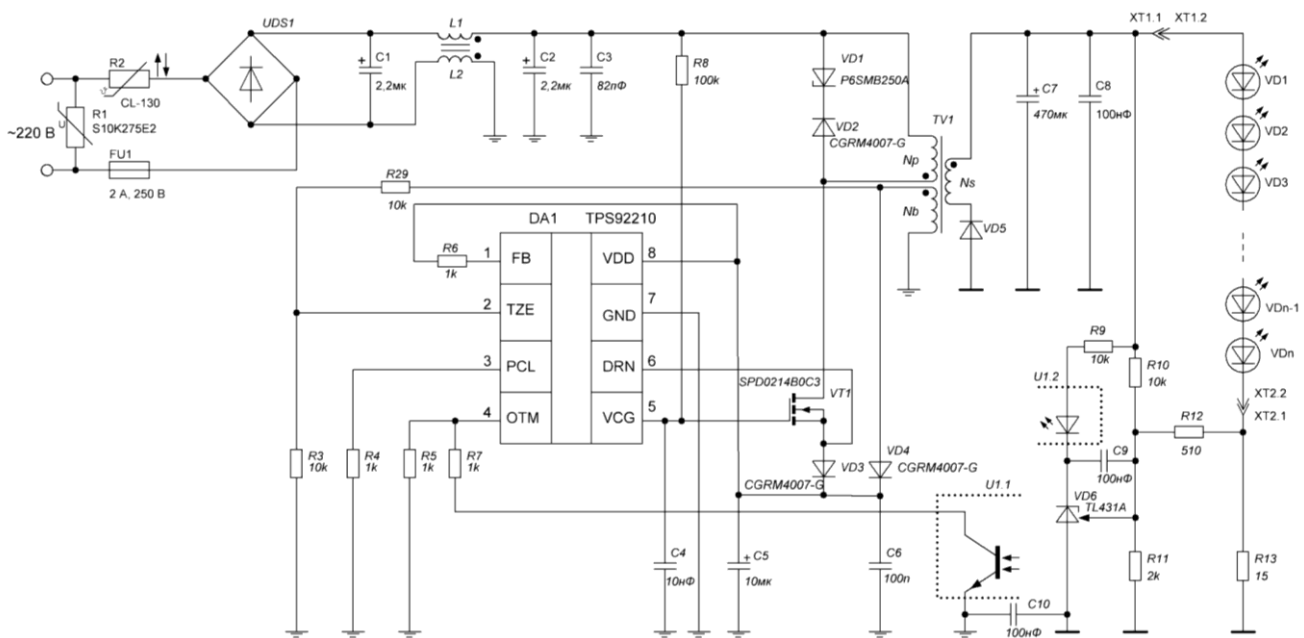 UDS1
L1
L2
R2
CL-130
R1
S10K275E2
U
~220 В
FU1
2 А, 250 В
+
C1
2,2мк
+
C2
2,2мк
C3
82пФ
R8
100k
VD1
P6SMB250A
VD2
CGRM4007-G
TV1
Np
Ns
Nb
VD5
+
C7
470мк
C8
100нФ
XT1.1
XT1.2
VD1
VD2
VD3
VDn-1
VDn
R29
10k
DA1
TPS92210
R6
1k
1
FB
VDD
8
2
TZE
GND
7
3
PCL
DRN
6
4
OTM
VCG
5
SPD0214B0C3
VT1
R9
10k
R10
10k
U1.2
XT2.2
XT2.1
R12
510
C9
100нФ
R3
10k
R4
1k
R5
1k
R7
1k
VD3
CGRM4007-G
VD4
CGRM4007-G
U1.1
VD6
TL431A
C4
10нФ
+
C5
10мк
C6
100п
R11
2k
R13
15
C10
100нФ